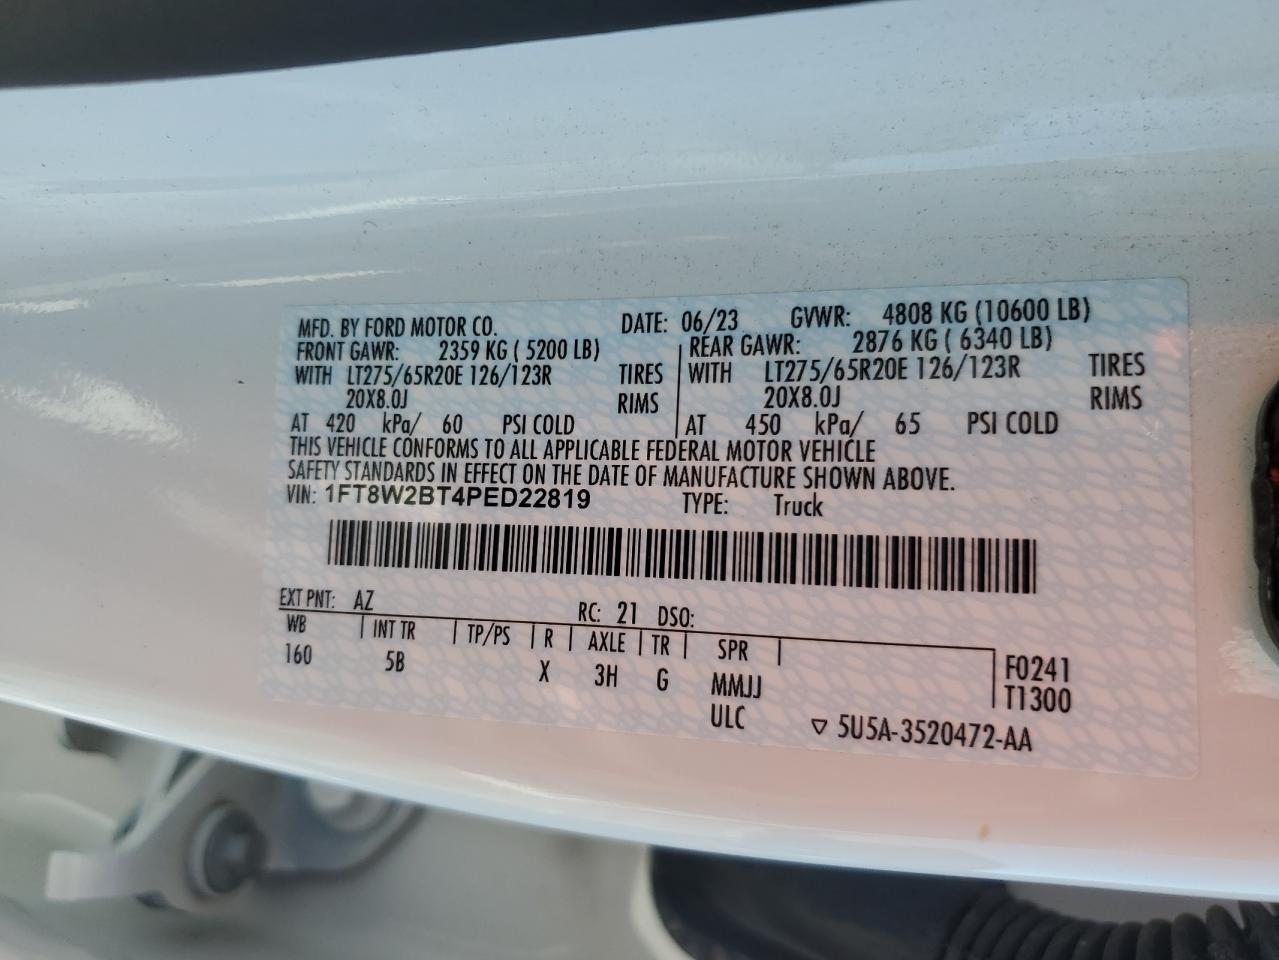 MFD. BY FORD MOTOR CO. DATE: 06/23 GVWR: 4808 KG (10600 LB)
FRONT GAWR: 2359 KG ( 5200 LB) REAR GAWR: 2876 KG ( 6340 LB)
WITH LT275/65R20E 126/123R TIRES WITH LT275/65R20E 126/123R TIRES
20X8.0J RIMS 20X8.0J RIMS
AT 420 kPa/ 60 PSI COLD AT 450 kPa/ 65 PSI COLD
THIS VEHICLE CONFORMS TO ALL APPLICABLE FEDERAL MOTOR VEHICLE
SAFETY STANDARDS IN EFFECT ON THE DATE OF MANUFACTURE SHOWN ABOVE.
VIN: 1FT8W2BT4PED22819 TYPE: Truck
EXT PNT: AZ RC: 21 DSO:
WB INT TR TP/PS R AXLE TR SPR
160 5B X 3H G MMJJ F0241
ULC T1300
▽ 5U5A-3520472-AA